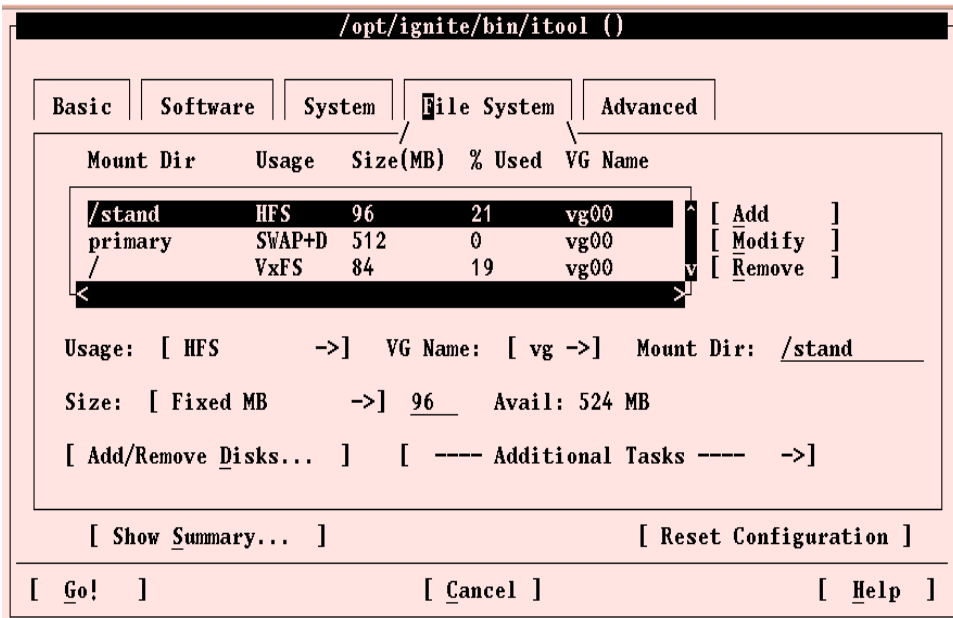 /opt/ignite/bin/itool ()
Basic Software System File System Advanced
Mount Dir Usage Size(MB) % Used VG Name
/stand HFS 96 21 vg00 ^ [ Add ]
primary SWAP+D 512 0 vg00 [ Modify ]
/ VxFS 84 19 vg00 v [ Remove ]
< >
Usage: [ HFS ->] VG Name: [ vg ->] Mount Dir: /stand
Size: [ Fixed MB ->] 96 Avail: 524 MB
[ Add/Remove Disks... ] [ ---- Additional Tasks ---- ->]
[ Show Summary... ] [ Reset Configuration ]
[ Go! ] [ Cancel ] [ Help ]